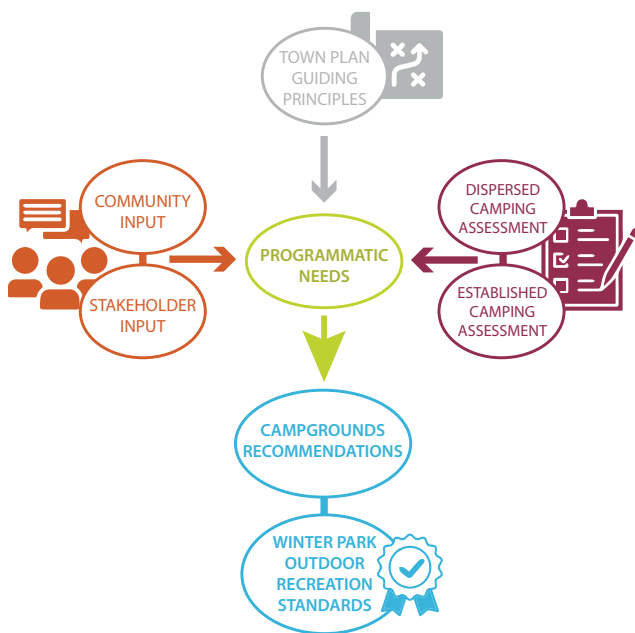 TOWN PLAN
GUIDING
PRINCIPLES
COMMUNITY
INPUT
STAKEHOLDER
INPUT
PROGRAMMATIC
NEEDS
DISPERSED
CAMPING
ASSESSMENT
ESTABLISHED
CAMPING
ASSESSMENT
CAMPGROUNDS
RECOMMENDATIONS
WINTER PARK
OUTDOOR
RECREATION
STANDARDS